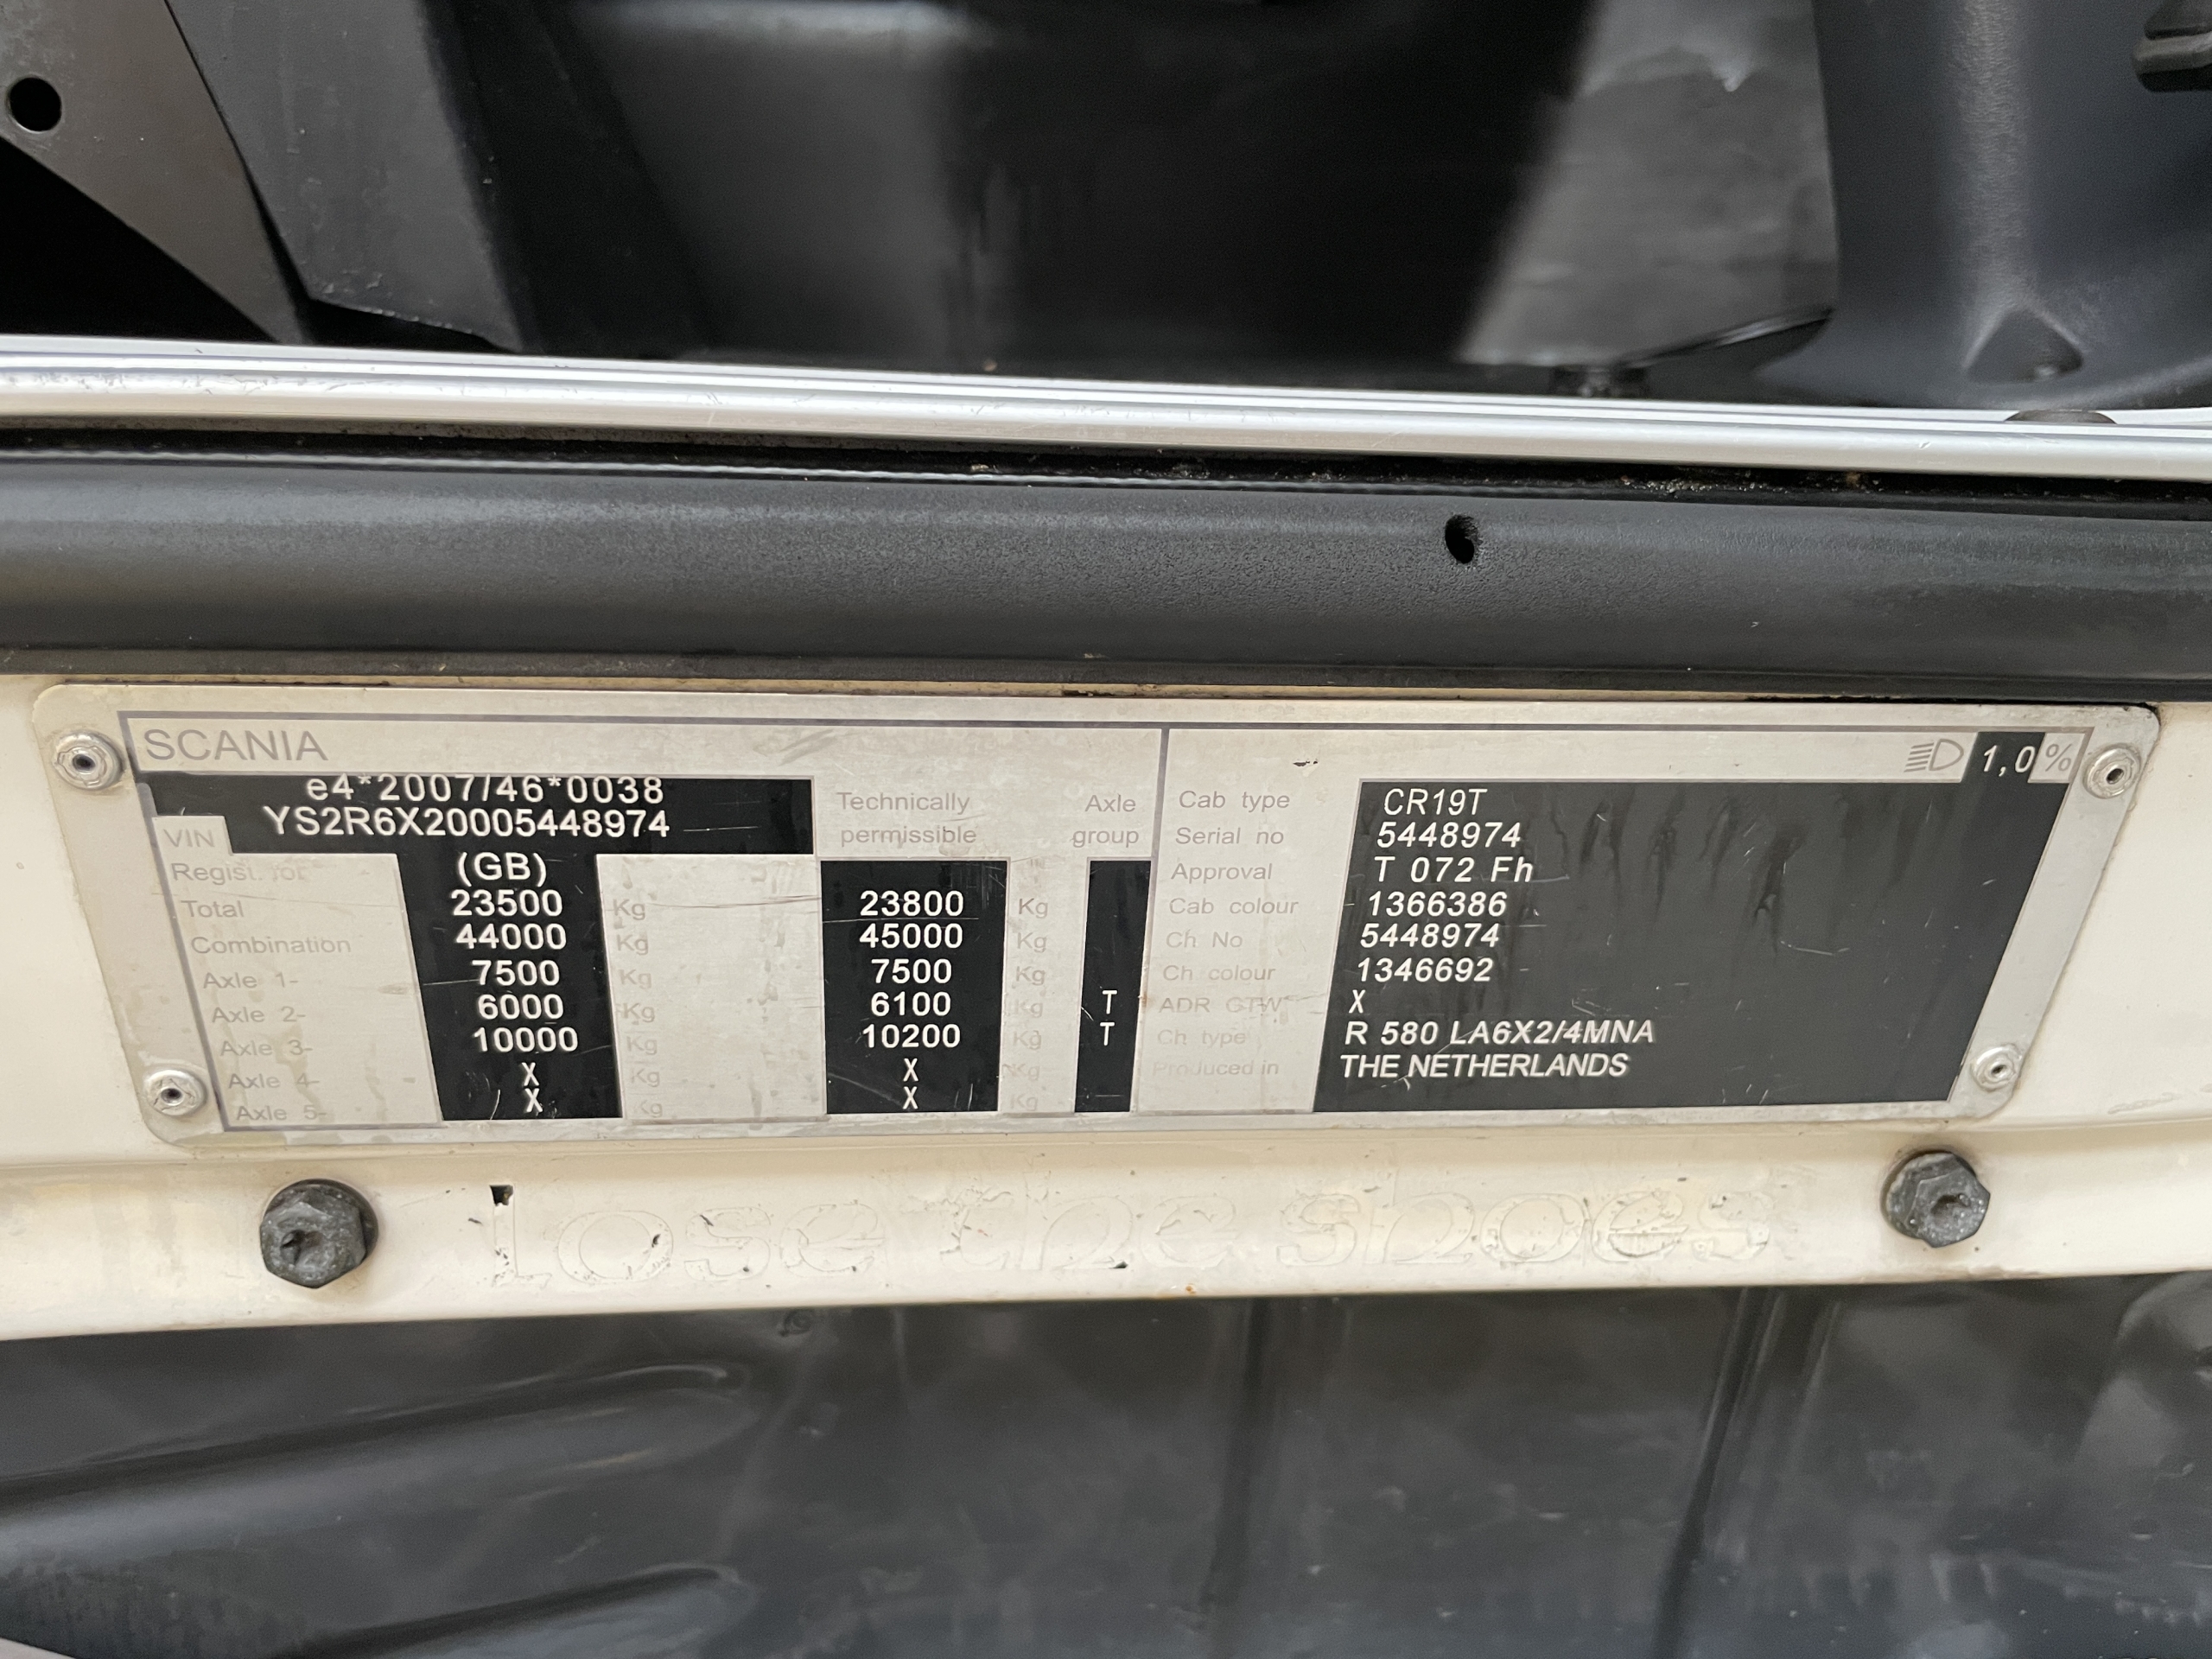 SCANIA
1,0 %
e4*2007/46*0038
VIN YS2R6X20005448974
Technically permissible
Axle group
Regist. for (GB)
Total 23500 Kg 23800 Kg
Combination 44000 Kg 45000 Kg
Axle 1- 7500 Kg 7500 Kg
Axle 2- 6000 Kg 6100 Kg T
Axle 3- 10000 Kg 10200 Kg T
Axle 4- X Kg X Kg
Axle 5- X Kg X Kg
Cab type CR19T
Serial no 5448974
Approval T 072 Fh
Cab colour 1366386
Ch No 5448974
Ch colour 1346692
ADR GTW X
Ch type R 580 LA6X2/4MNA
Produced in THE NETHERLANDS
lose the shoes